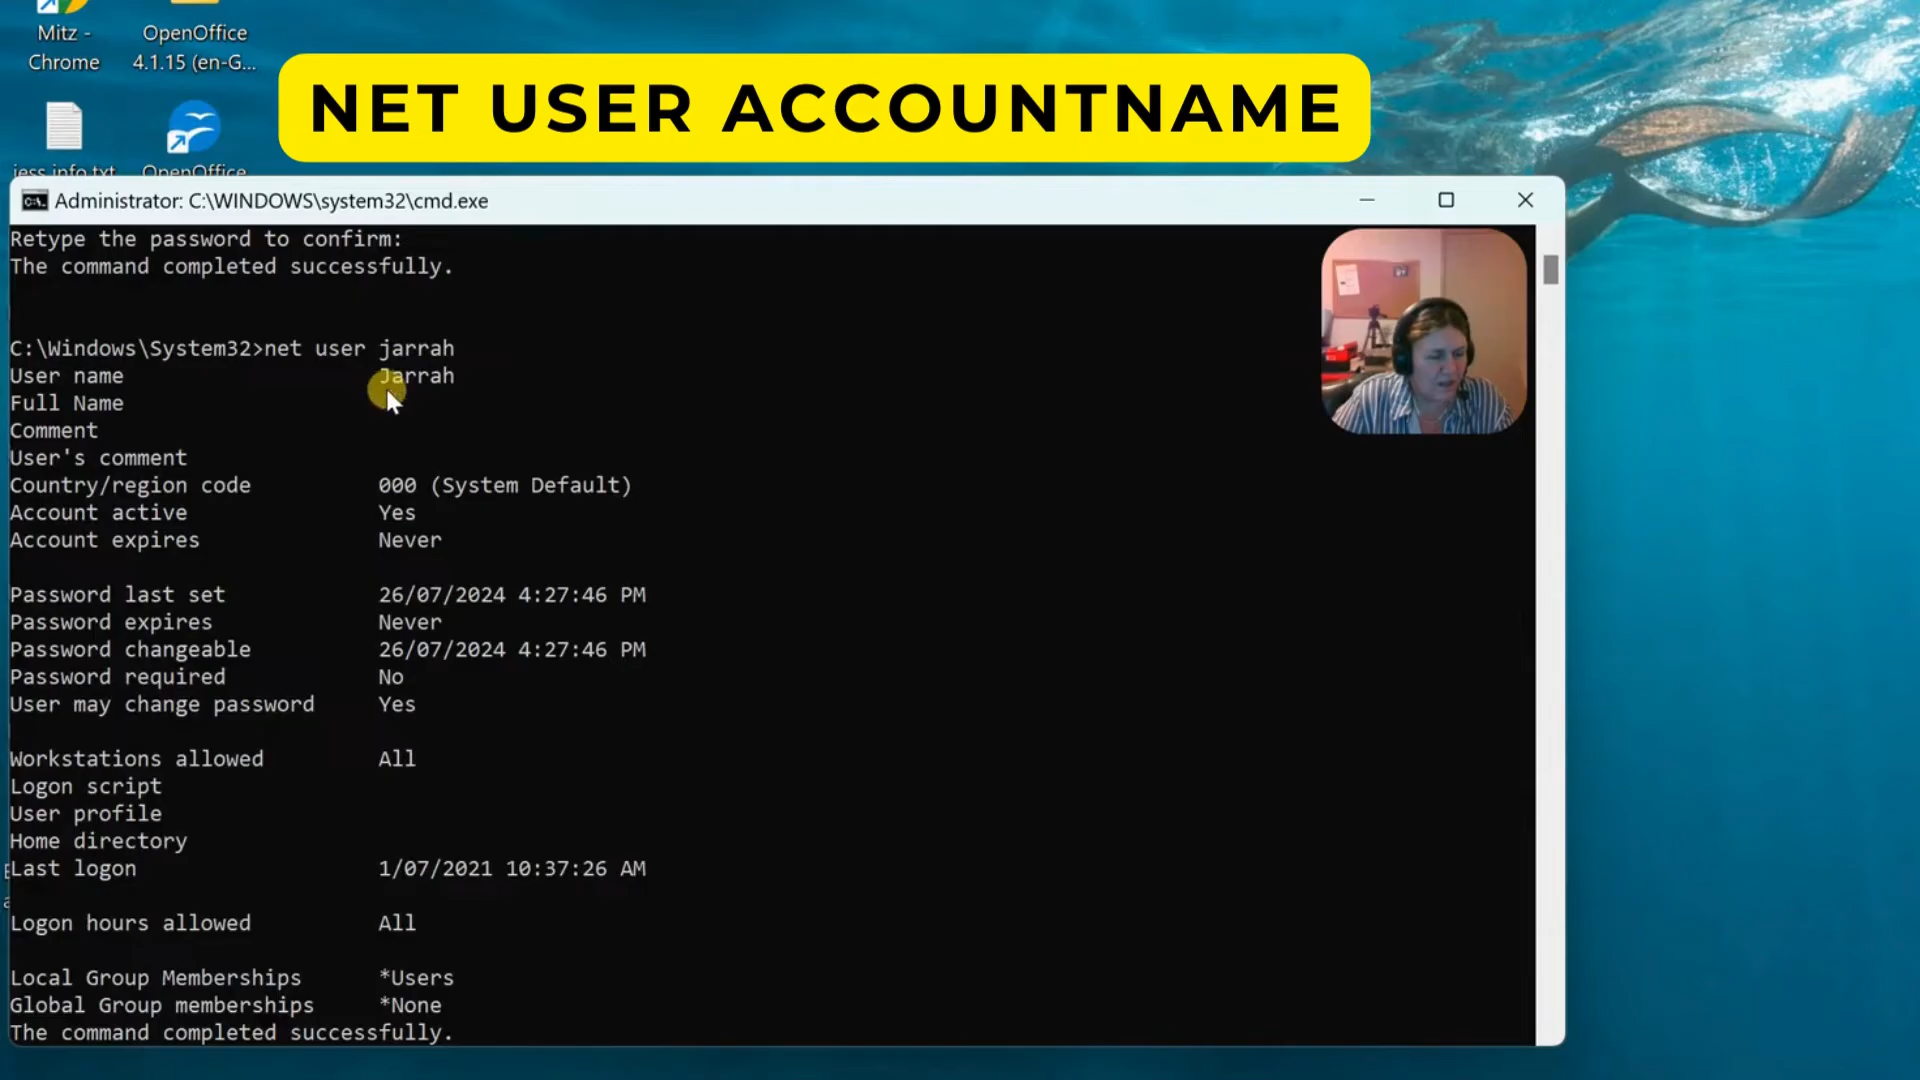 Mitz -
Chrome
OpenOffice
4.1.15 (en-G...
NET USER ACCOUNTNAME
jess info.txt
OpenOffice
Administrator: C:\WINDOWS\system32\cmd.exe
Retype the password to confirm:
The command completed successfully.
C:\Windows\System32>net user jarrah
User name Jarrah
Full Name
Comment
User's comment
Country/region code 000 (System Default)
Account active Yes
Account expires Never
Password last set 26/07/2024 4:27:46 PM
Password expires Never
Password changeable 26/07/2024 4:27:46 PM
Password required No
User may change password Yes
Workstations allowed All
Logon script
User profile
Home directory
Last logon 1/07/2021 10:37:26 AM
Logon hours allowed All
Local Group Memberships *Users
Global Group memberships *None
The command completed successfully.